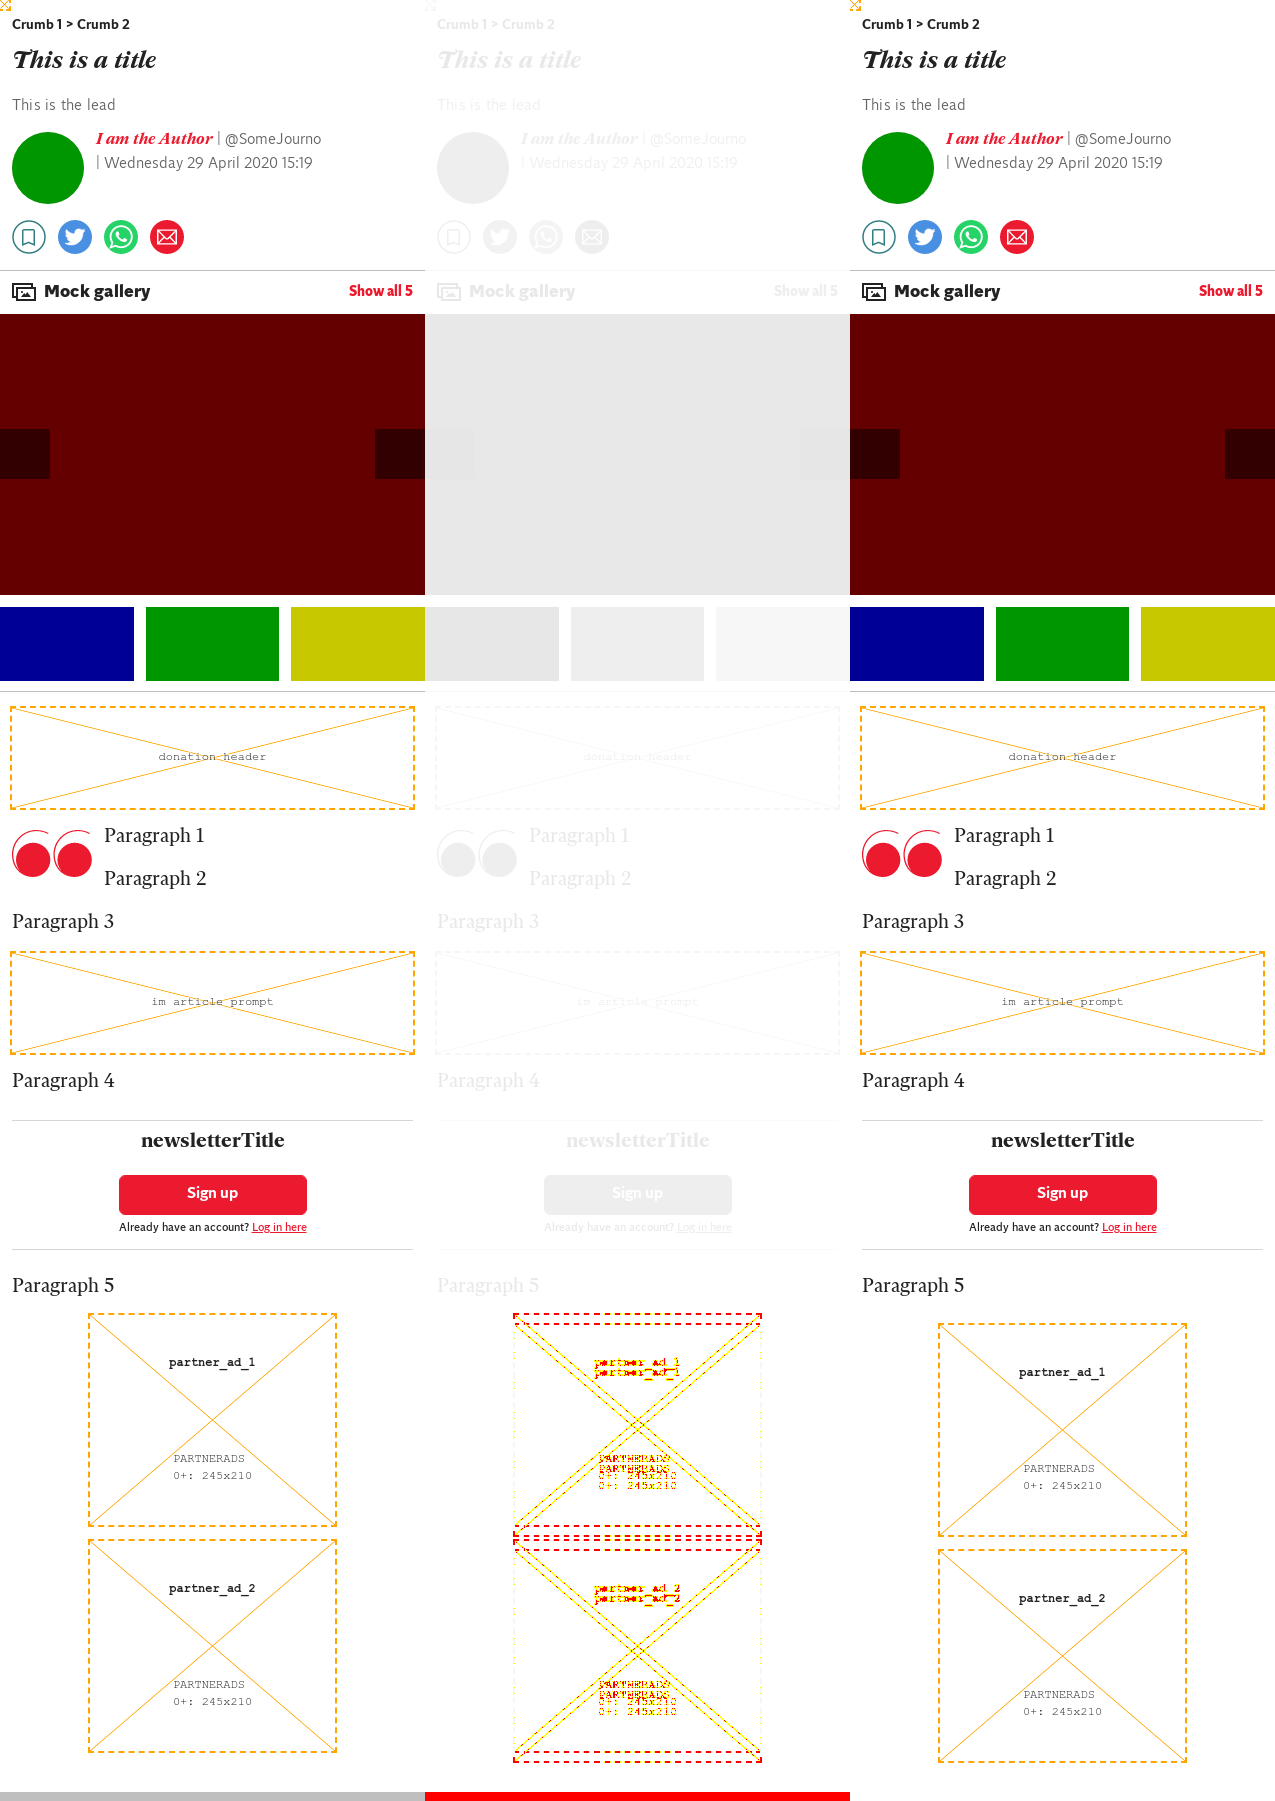 Crumb 1 > Crumb 2
This is a title
This is the lead
I am the Author | @SomeJourno
| Wednesday 29 April 2020 15:19
Mock gallery
Show all 5
donation header
Paragraph 1
Paragraph 2
Paragraph 3
im article prompt
Paragraph 4
newsletterTitle
Sign up
Already have an account? Log in here
Paragraph 5
partner_ad_1
PARTNERADS
0+: 245x210
partner_ad_2
PARTNERADS
0+: 245x210
Crumb 1 > Crumb 2
This is a title
This is the lead
I am the Author | @SomeJourno
| Wednesday 29 April 2020 15:19
Mock gallery
Show all 5
donation header
Paragraph 1
Paragraph 2
Paragraph 3
im article prompt
Paragraph 4
newsletterTitle
Sign up
Already have an account? Log in here
Paragraph 5
partner_ad_1
partner_ad_1
PARTNERADS
PARTNERADS
0+: 245x210
0+: 245x210
partner_ad_2
partner_ad_2
PARTNERADS
PARTNERADS
0+: 245x210
0+: 245x210
Crumb 1 > Crumb 2
This is a title
This is the lead
I am the Author | @SomeJourno
| Wednesday 29 April 2020 15:19
Mock gallery
Show all 5
donation header
Paragraph 1
Paragraph 2
Paragraph 3
im article prompt
Paragraph 4
newsletterTitle
Sign up
Already have an account? Log in here
Paragraph 5
partner_ad_1
PARTNERADS
0+: 245x210
partner_ad_2
PARTNERADS
0+: 245x210